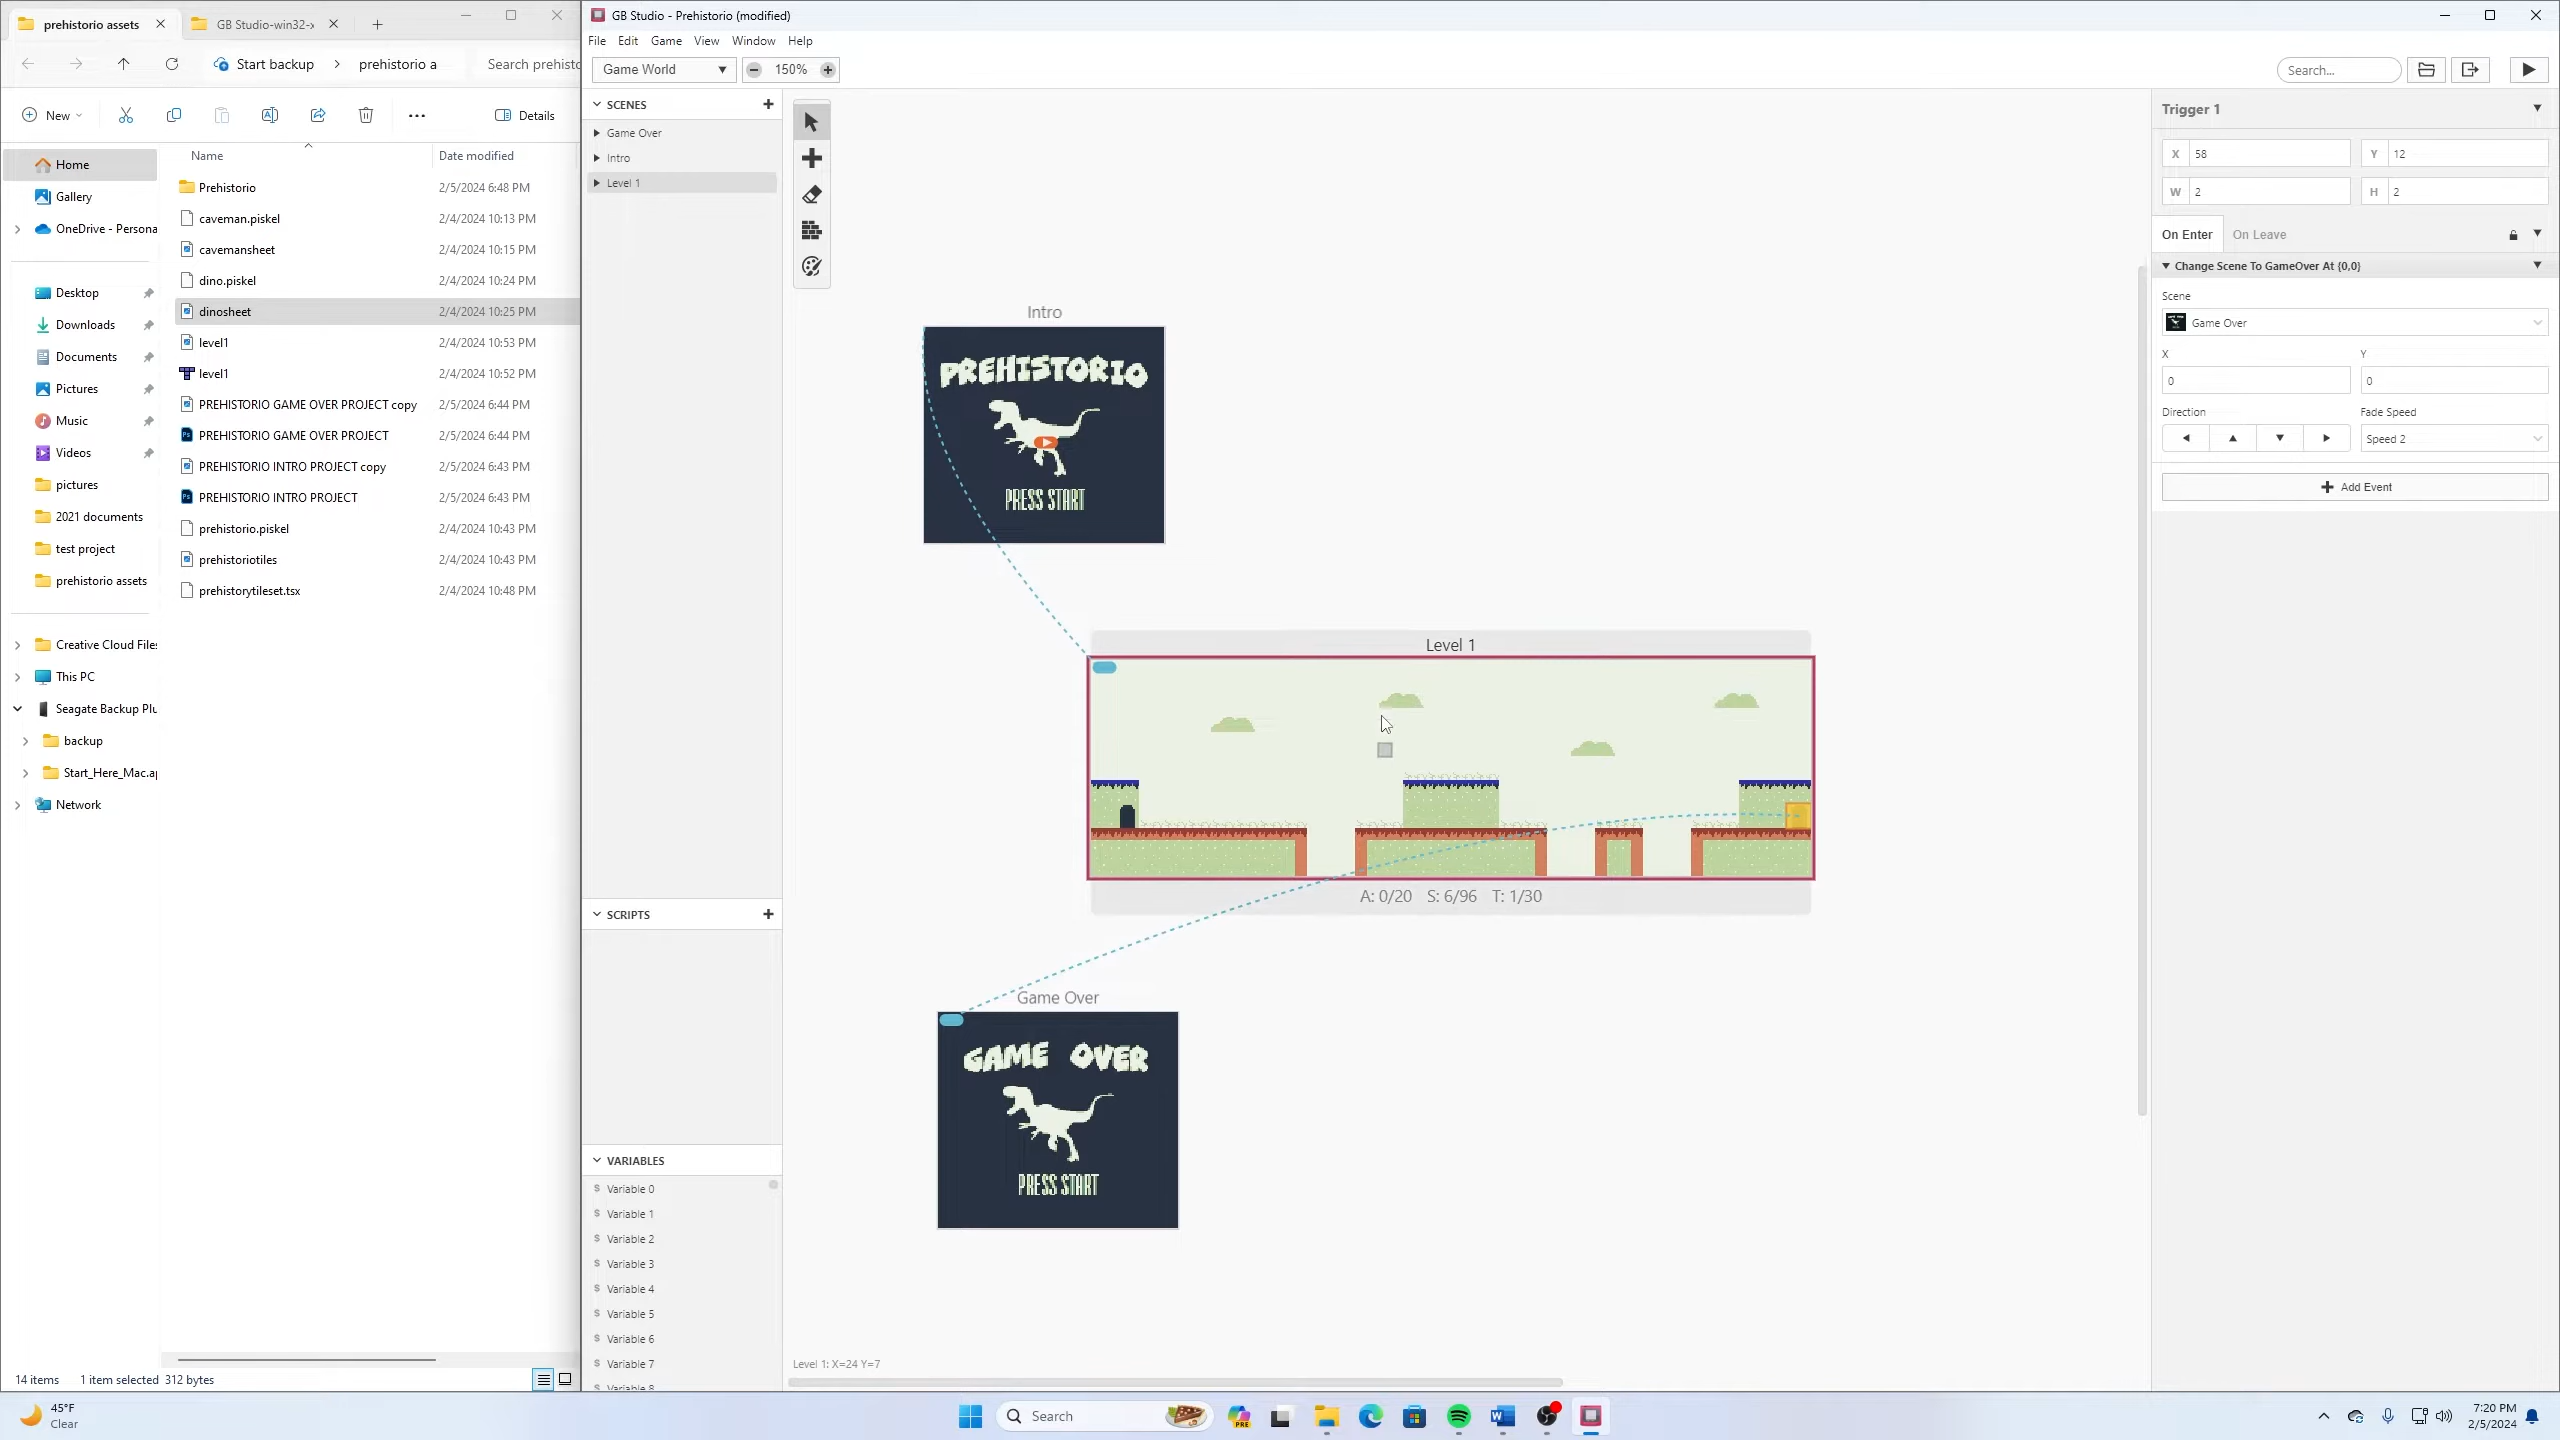 prehistorio assets
GB Studio-win32-x
Start backup
prehistorio a
Search prehisto
New
Details
Name
Date modified
Home
Gallery
OneDrive - Persona
Desktop
Downloads
Documents
Pictures
Music
Videos
pictures
2021 documents
test project
prehistorio assets
Creative Cloud Files
This PC
Seagate Backup Plu
backup
Start_Here_Mac.ap
Network
Prehistorio 2/5/2024 6:48 PM
caveman.piskel 2/4/2024 10:13 PM
cavemansheet 2/4/2024 10:15 PM
dino.piskel 2/4/2024 10:24 PM
dinosheet 2/4/2024 10:25 PM
level1 2/4/2024 10:53 PM
level1 2/4/2024 10:52 PM
PREHISTORIO GAME OVER PROJECT copy 2/5/2024 6:44 PM
PREHISTORIO GAME OVER PROJECT 2/5/2024 6:44 PM
PREHISTORIO INTRO PROJECT copy 2/5/2024 6:43 PM
PREHISTORIO INTRO PROJECT 2/5/2024 6:43 PM
prehistorio.piskel 2/4/2024 10:43 PM
prehistoriotiles 2/4/2024 10:43 PM
prehistorytileset.tsx 2/4/2024 10:48 PM
14 items 1 item selected 312 bytes
GB Studio - Prehistorio (modified)
File Edit Game View Window Help
Game World
150%
Search...
SCENES
Game Over
Intro
Level 1
SCRIPTS
VARIABLES
$ Variable 0
$ Variable 1
$ Variable 2
$ Variable 3
$ Variable 4
$ Variable 5
$ Variable 6
$ Variable 7
$ Variable 8
Intro
PREHISTORIO
PRESS START
Level 1
A: 0/20 S: 6/96 T: 1/30
Game Over
GAME OVER
PRESS START
Level 1: X=24 Y=7
Trigger 1
X 58
Y 12
W 2
H 2
On Enter
On Leave
Change Scene To GameOver At {0,0}
Scene
Game Over
X
Y
0
0
Direction
Fade Speed
Speed 2
Add Event
45°F
Clear
Search
PRE
7:20 PM
2/5/2024